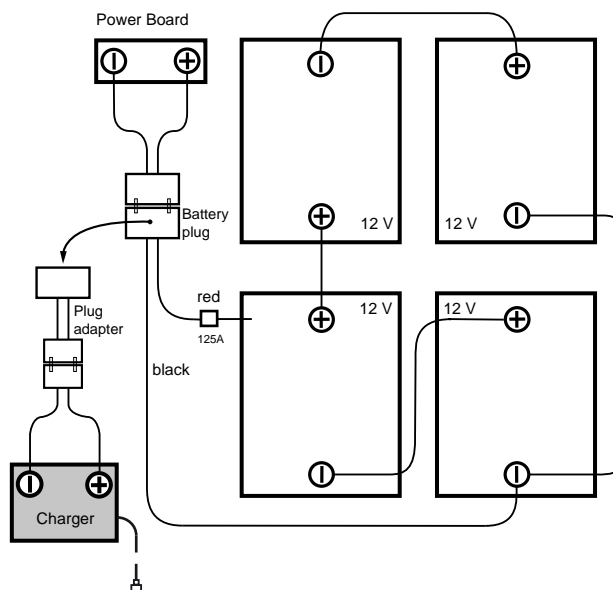 Power Board
12 V
12 V
Battery
plug
red
12 V
12 V
Plug
adapter
125A
black
Charger